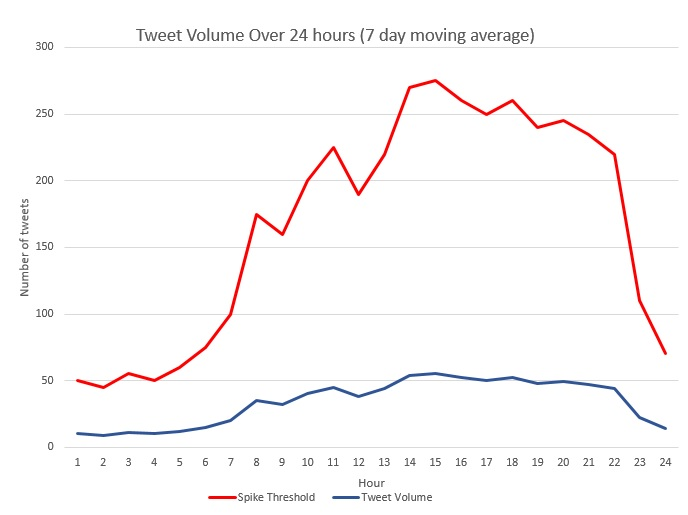 Tweet Volume Over 24 hours (7 day moving average)
300
250
200
150
100
50
0
Number of tweets
1 2 3 4 5 6 7 8 9 10 11 12 13 14 15 16 17 18 19 20 21 22 23 24
Hour
Spike Threshold Tweet Volume